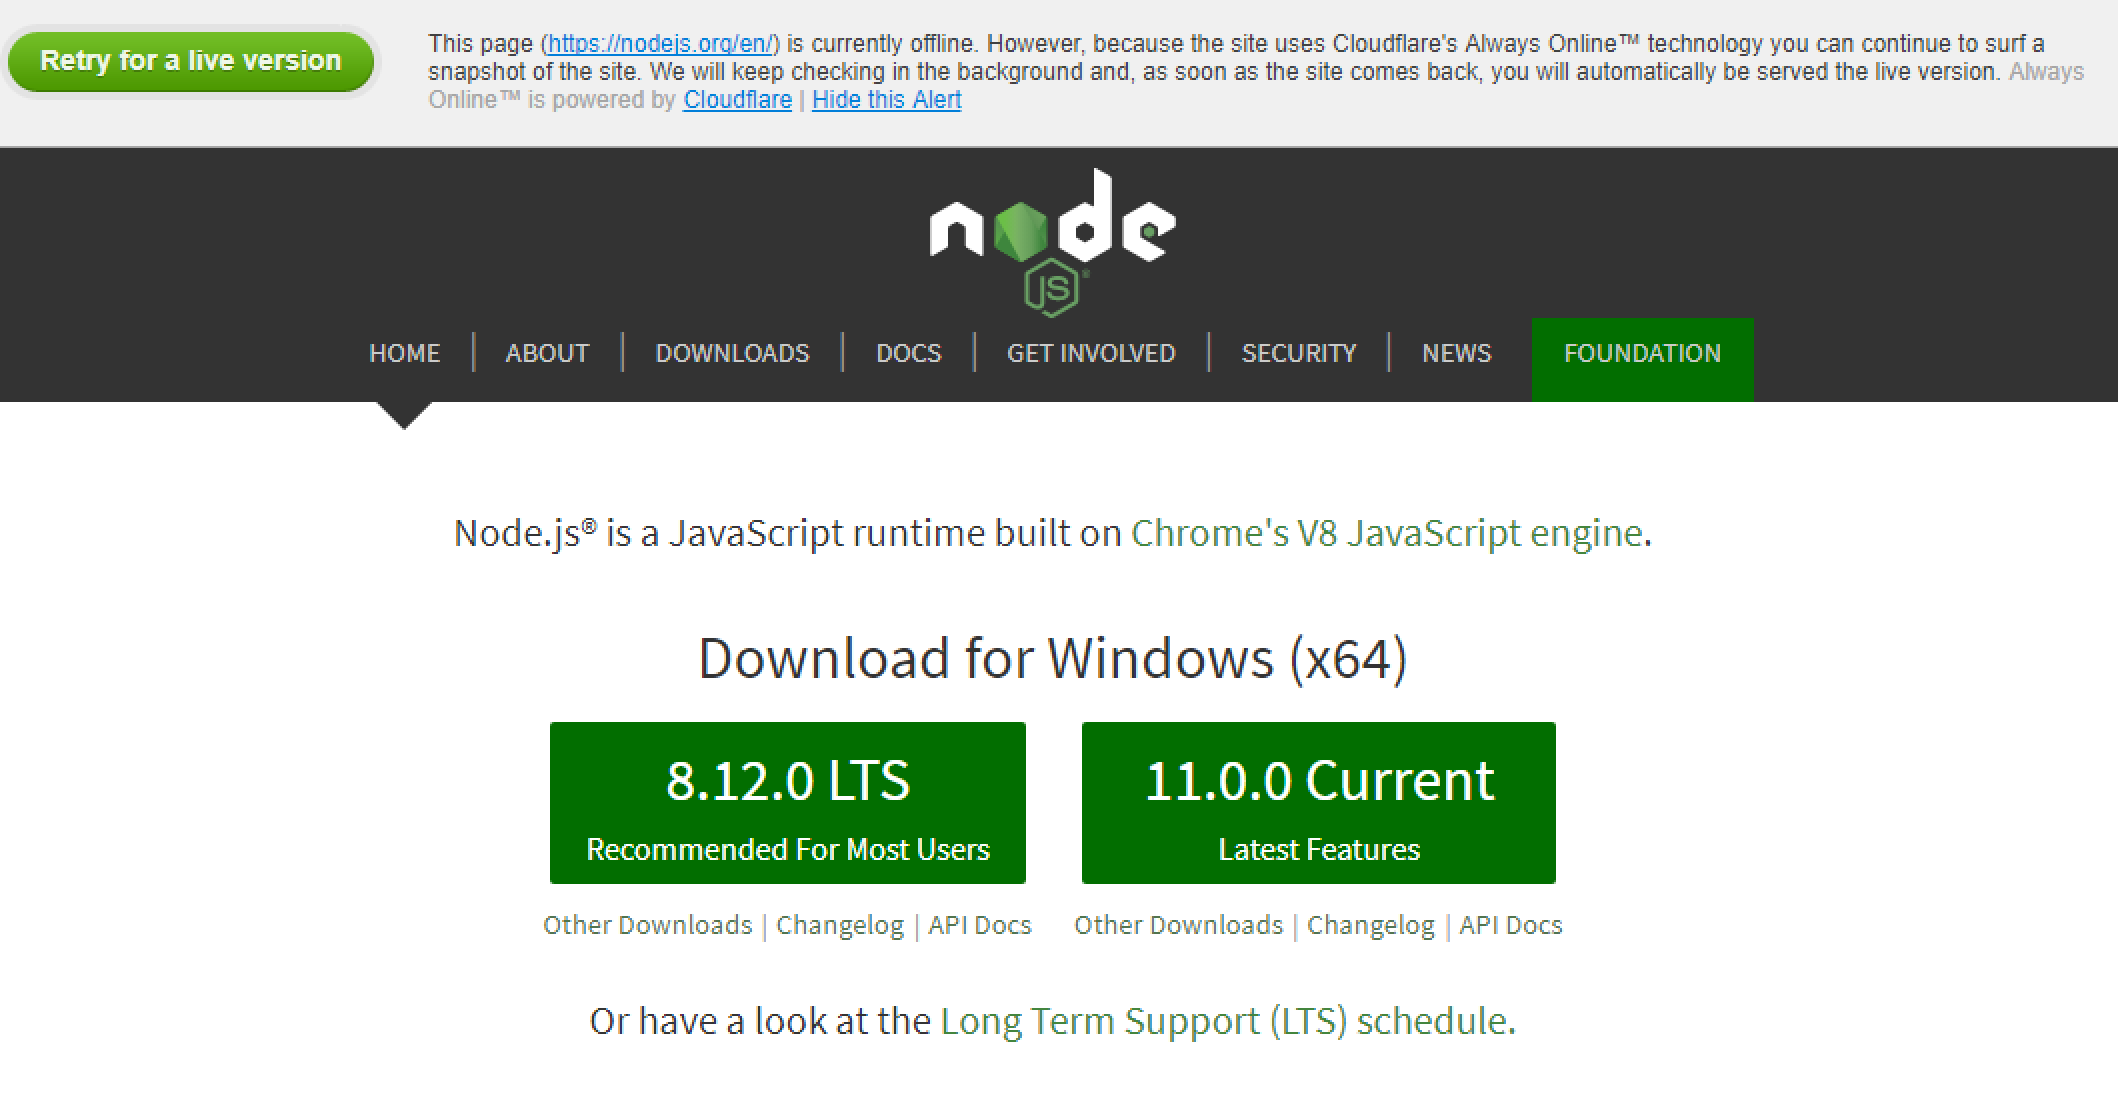 Retry for a live version
This page (https://nodejs.org/en/) is currently offline. However, because the site uses Cloudflare's Always Online™ technology you can continue to surf a
snapshot of the site. We will keep checking in the background and, as soon as the site comes back, you will automatically be served the live version. Always
Online™ is powered by Cloudflare | Hide this Alert
node
JS®
HOME | ABOUT | DOWNLOADS | DOCS | GET INVOLVED | SECURITY | NEWS FOUNDATION
Node.js® is a JavaScript runtime built on Chrome's V8 JavaScript engine.
Download for Windows (x64)
8.12.0 LTS
Recommended For Most Users
11.0.0 Current
Latest Features
Other Downloads | Changelog | API Docs
Other Downloads | Changelog | API Docs
Or have a look at the Long Term Support (LTS) schedule.